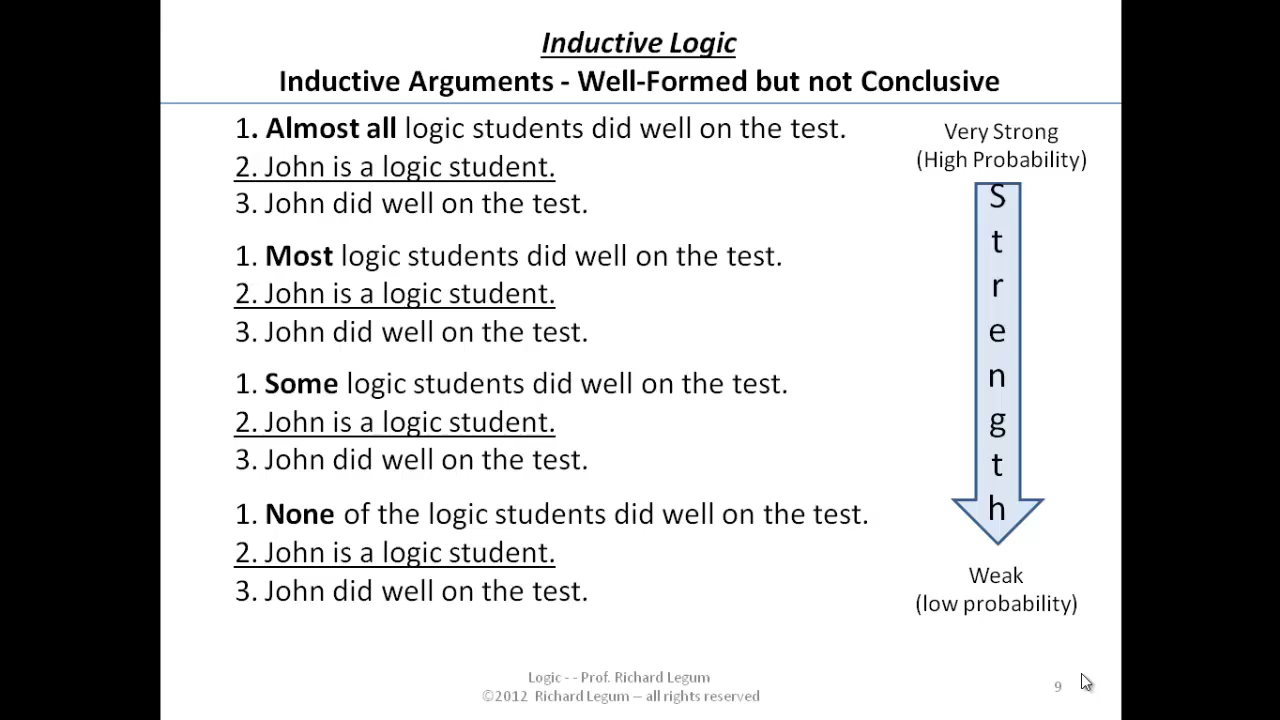 Inductive Logic
Inductive Arguments - Well-Formed but not Conclusive
1. Almost all logic students did well on the test.
2. John is a logic student.
3. John did well on the test.
1. Most logic students did well on the test.
2. John is a logic student.
3. John did well on the test.
1. Some logic students did well on the test.
2. John is a logic student.
3. John did well on the test.
1. None of the logic students did well on the test.
2. John is a logic student.
3. John did well on the test.
Very Strong
(High Probability)
S
t
r
e
n
g
t
h
Weak
(low probability)
Logic - - Prof. Richard Legum
©2012 Richard Legum – all rights reserved
9